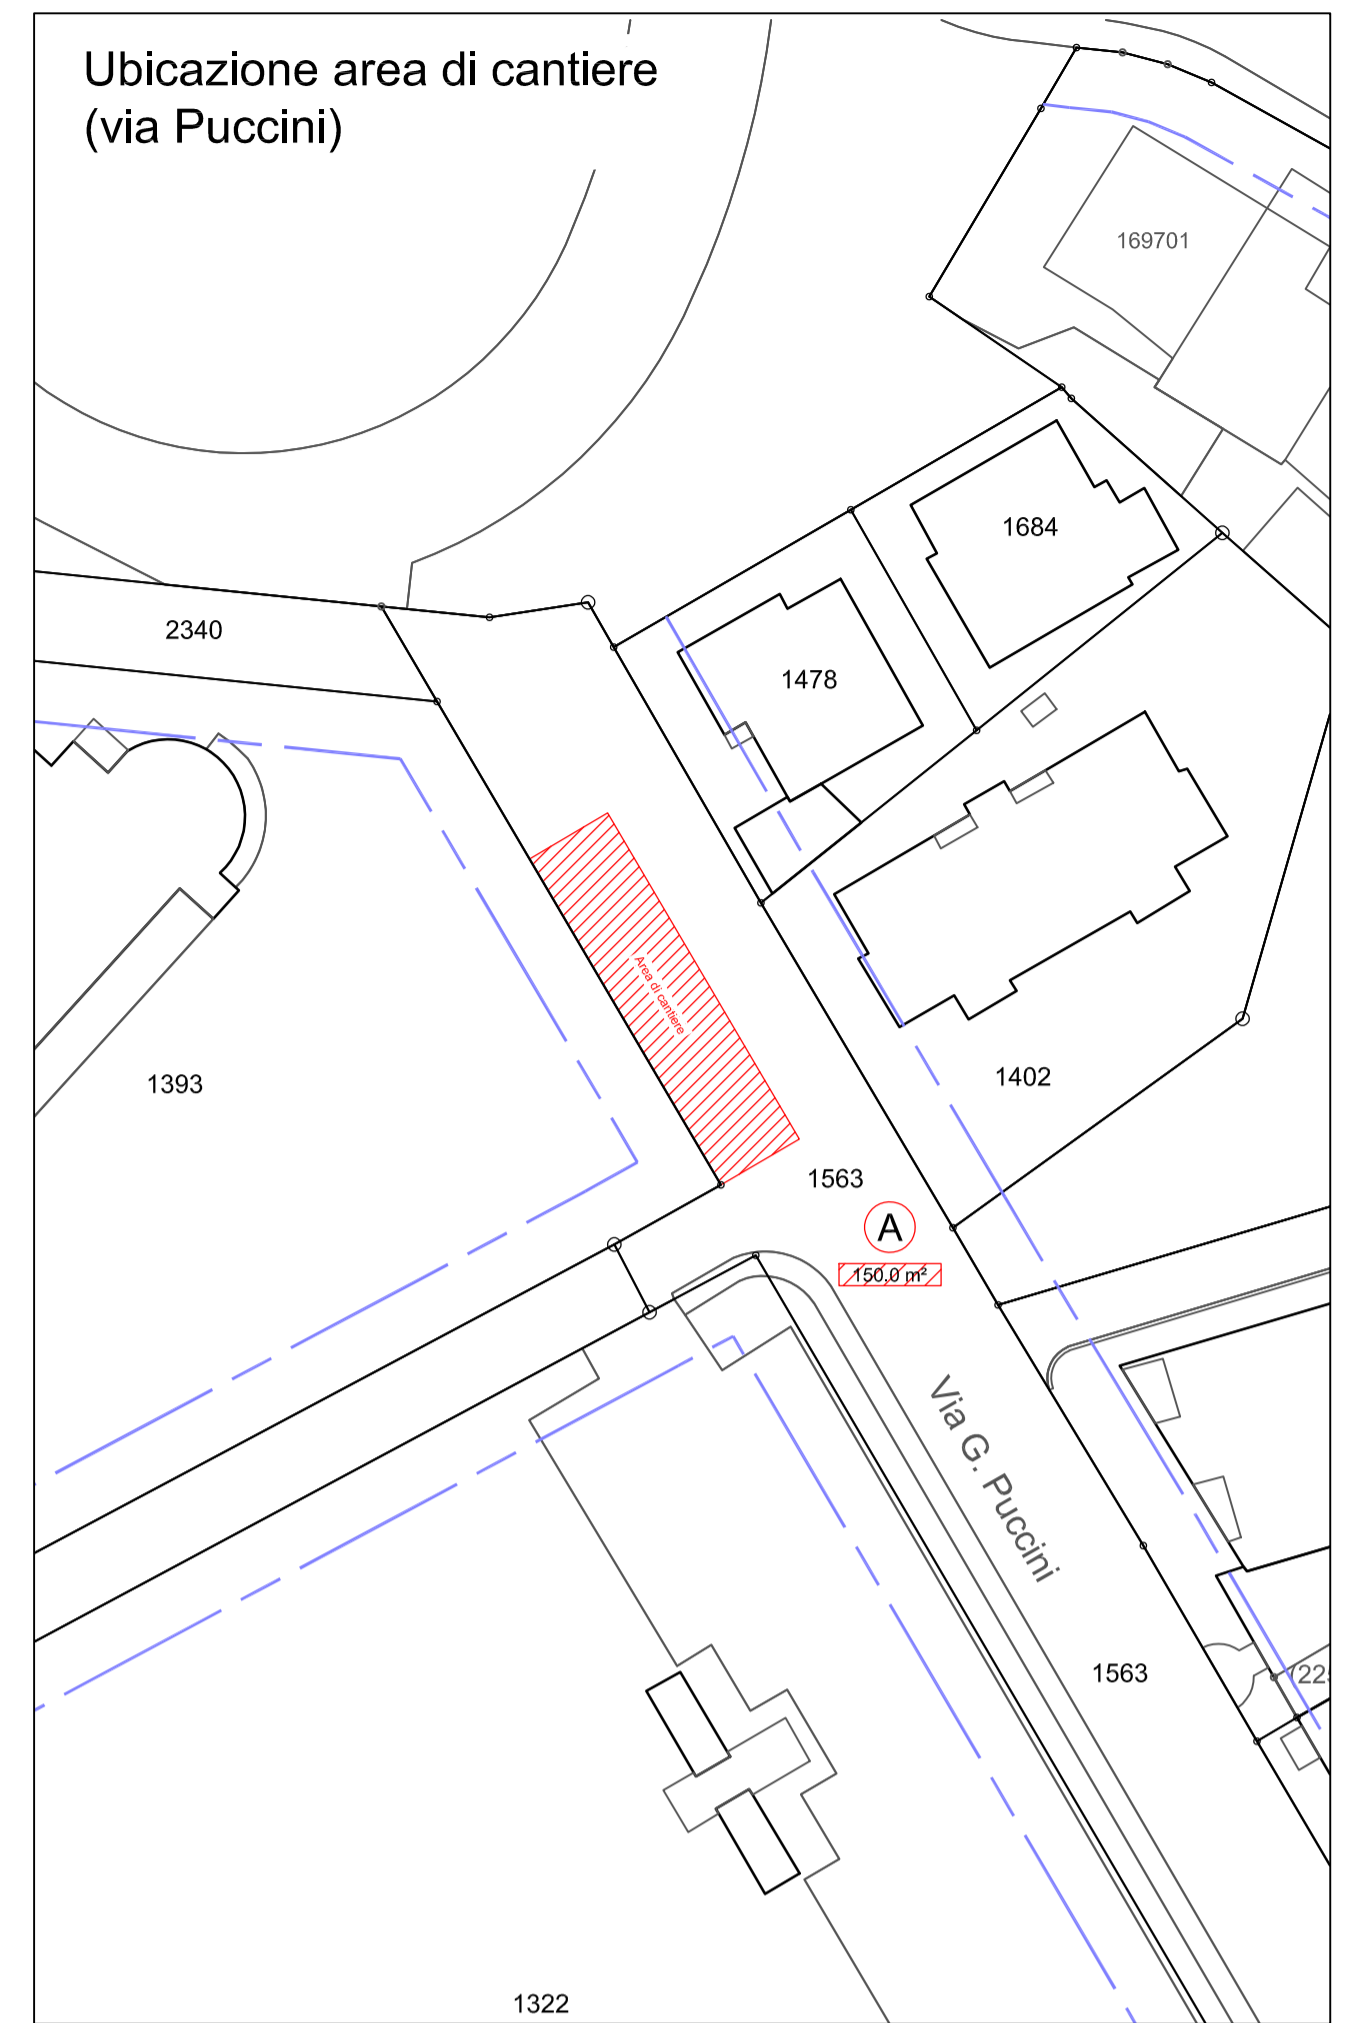 Ubicazione area di cantiere
(via Puccini)
169701
1684
2340
1478
Area di cantiere
1393
1402
1563
A
150.0 m²
Via G. Puccini
1563
1322